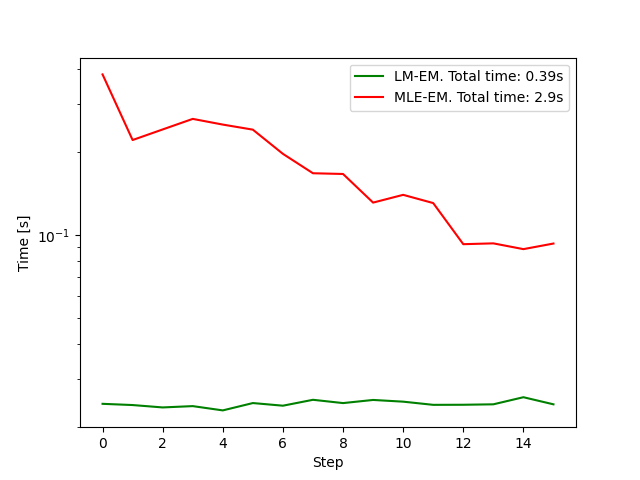 LM-EM. Total time: 0.39s
MLE-EM. Total time: 2.9s
Time [s]
10⁻¹
0 2 4 6 8 10 12 14
Step